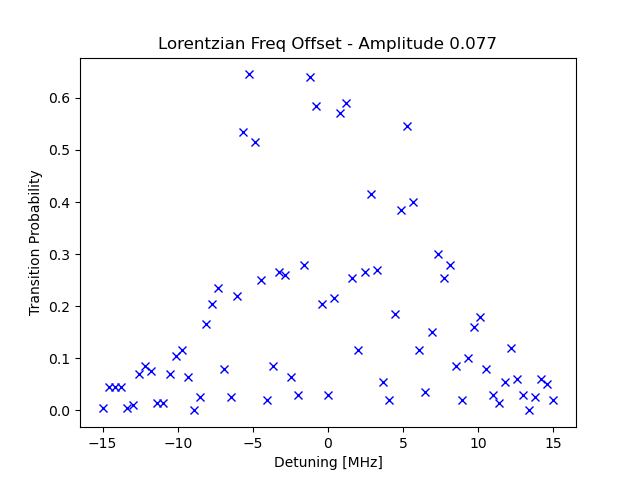 Lorentzian Freq Offset - Amplitude 0.077
Transition Probability
0.6
0.5
0.4
0.3
0.2
0.1
0.0
−15 −10 −5 0 5 10 15
Detuning [MHz]